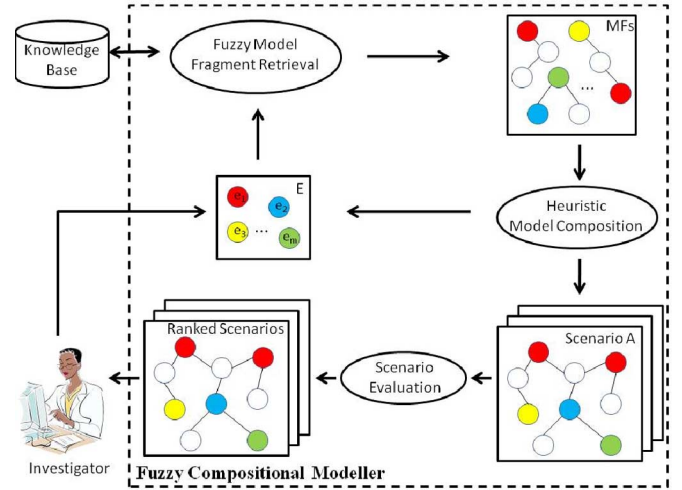 Knowledge
Base
Fuzzy Model
Fragment Retrieval
MFs
...
E
e1
e2
e3
...
em
Heuristic
Model Composition
Ranked Scenarios
Scenario
Evaluation
Scenario A
Investigator
Fuzzy Compositional Modeller